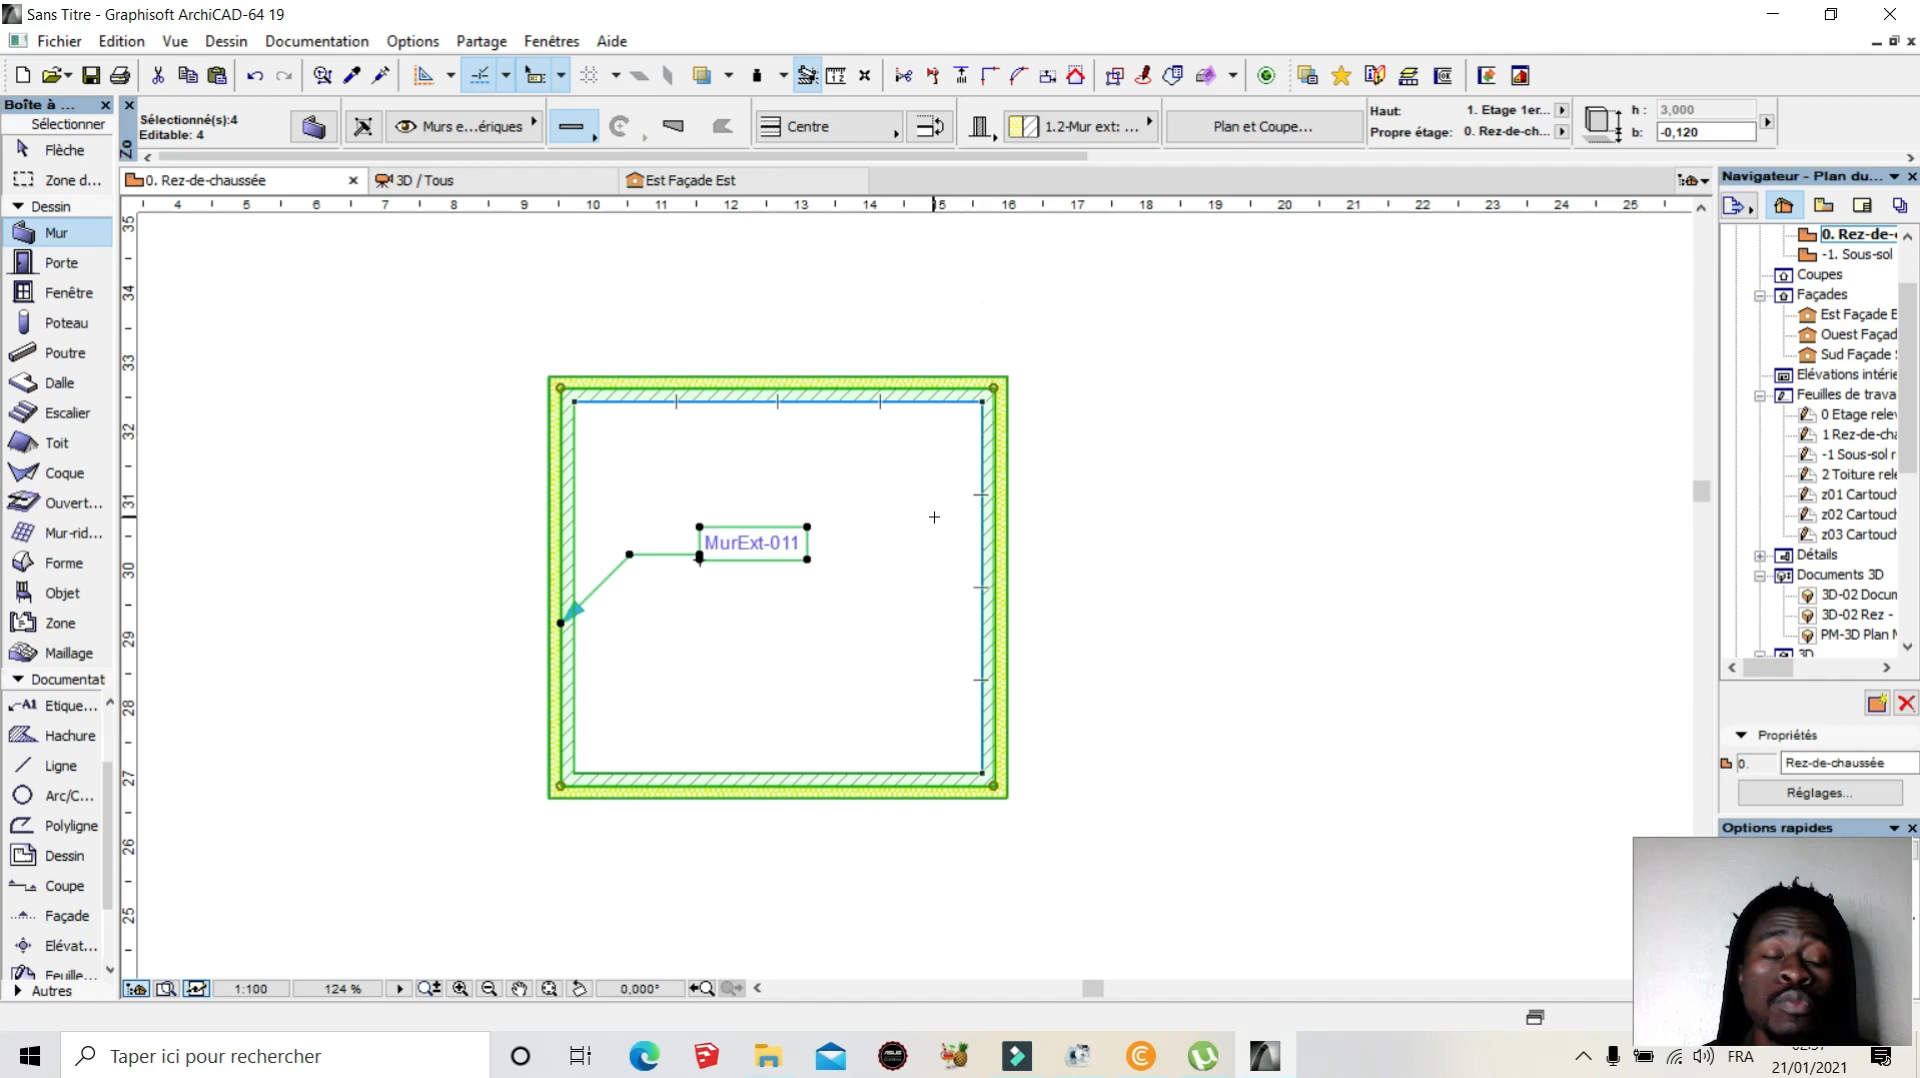 Sans Titre - Graphisoft ArchiCAD-64 19
Fichier Edition Vue Dessin Documentation Options Partage Fenêtres Aide
Boîte à ...
Sélectionner
Flèche
Zone d...
Dessin
Mur
Porte
Fenêtre
Poteau
Poutre
Dalle
Escalier
Toit
Coque
Ouvert...
Mur-rid...
Forme
Objet
Zone
Maillage
Documentat
A1 Etique...
Hachure
Ligne
Arc/C...
Polyligne
Dessin
Coupe
Façade
Elévat...
Feuille...
Autres
Zo
Sélectionné(s):4
Editable: 4
Murs e...ériques
Centre
1.2-Mur ext: ...
Plan et Coupe...
Haut: 1. Etage 1er...
Propre étage: 0. Rez-de-ch...
h : 3,000
b: -0,120
0. Rez-de-chaussée
3D / Tous
Est Façade Est
4 5 6 7 8 9 10 11 12 13 14 15 16 17 18 19 20 21 22 23 24 25
35
34
33
32
31
30
29
28
27
26
25
MurExt-011
1:100
124 %
0,000°
Navigateur - Plan du...
0. Rez-de-
-1. Sous-sol
Coupes
Façades
Est Façade E
Ouest Façad
Sud Façade
Elévations intérie
Feuilles de trava
0 Etage relev
1 Rez-de-cha
-1 Sous-sol r
2 Toiture rele
z01 Cartouch
z02 Cartouch
z03 Cartouch
Détails
Documents 3D
3D-02 Docum
3D-02 Rez -
PM-3D Plan
3D
Propriétés
0. Rez-de-chaussée
Réglages...
Options rapides
Taper ici pour rechercher
FRA
21/01/2021